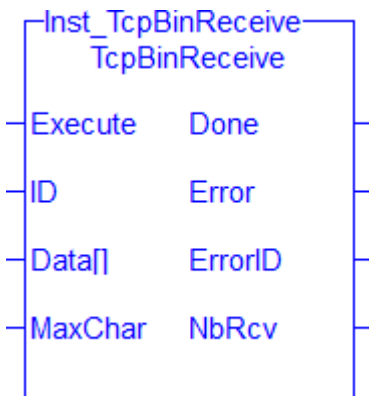 Inst_TcpBinReceive
TcpBinReceive
Execute Done
ID Error
Data[] ErrorID
MaxChar NbRcv